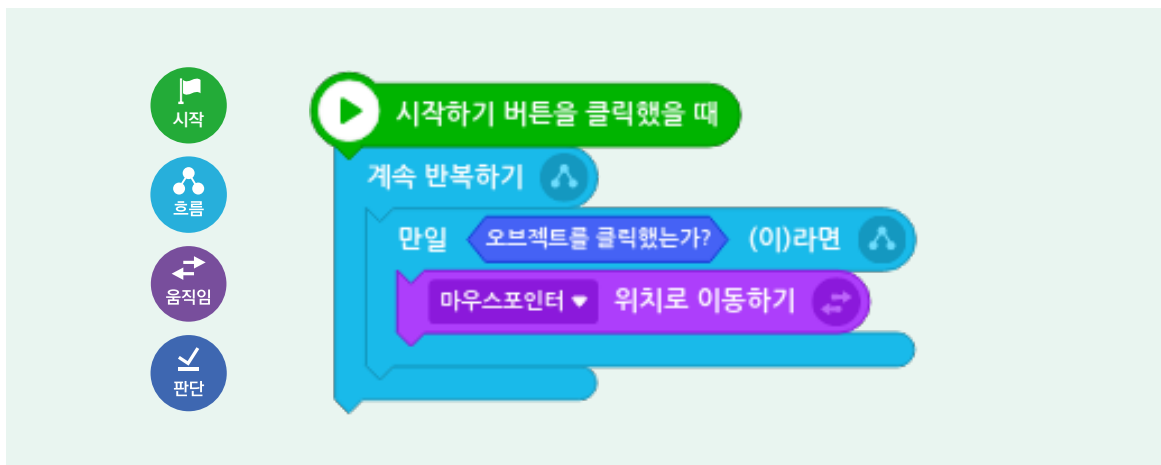 시작
흐름
움직임
판단
시작하기 버튼을 클릭했을 때
계속 반복하기
만일 오브젝트를 클릭했는가? (이)라면
마우스포인터 위치로 이동하기